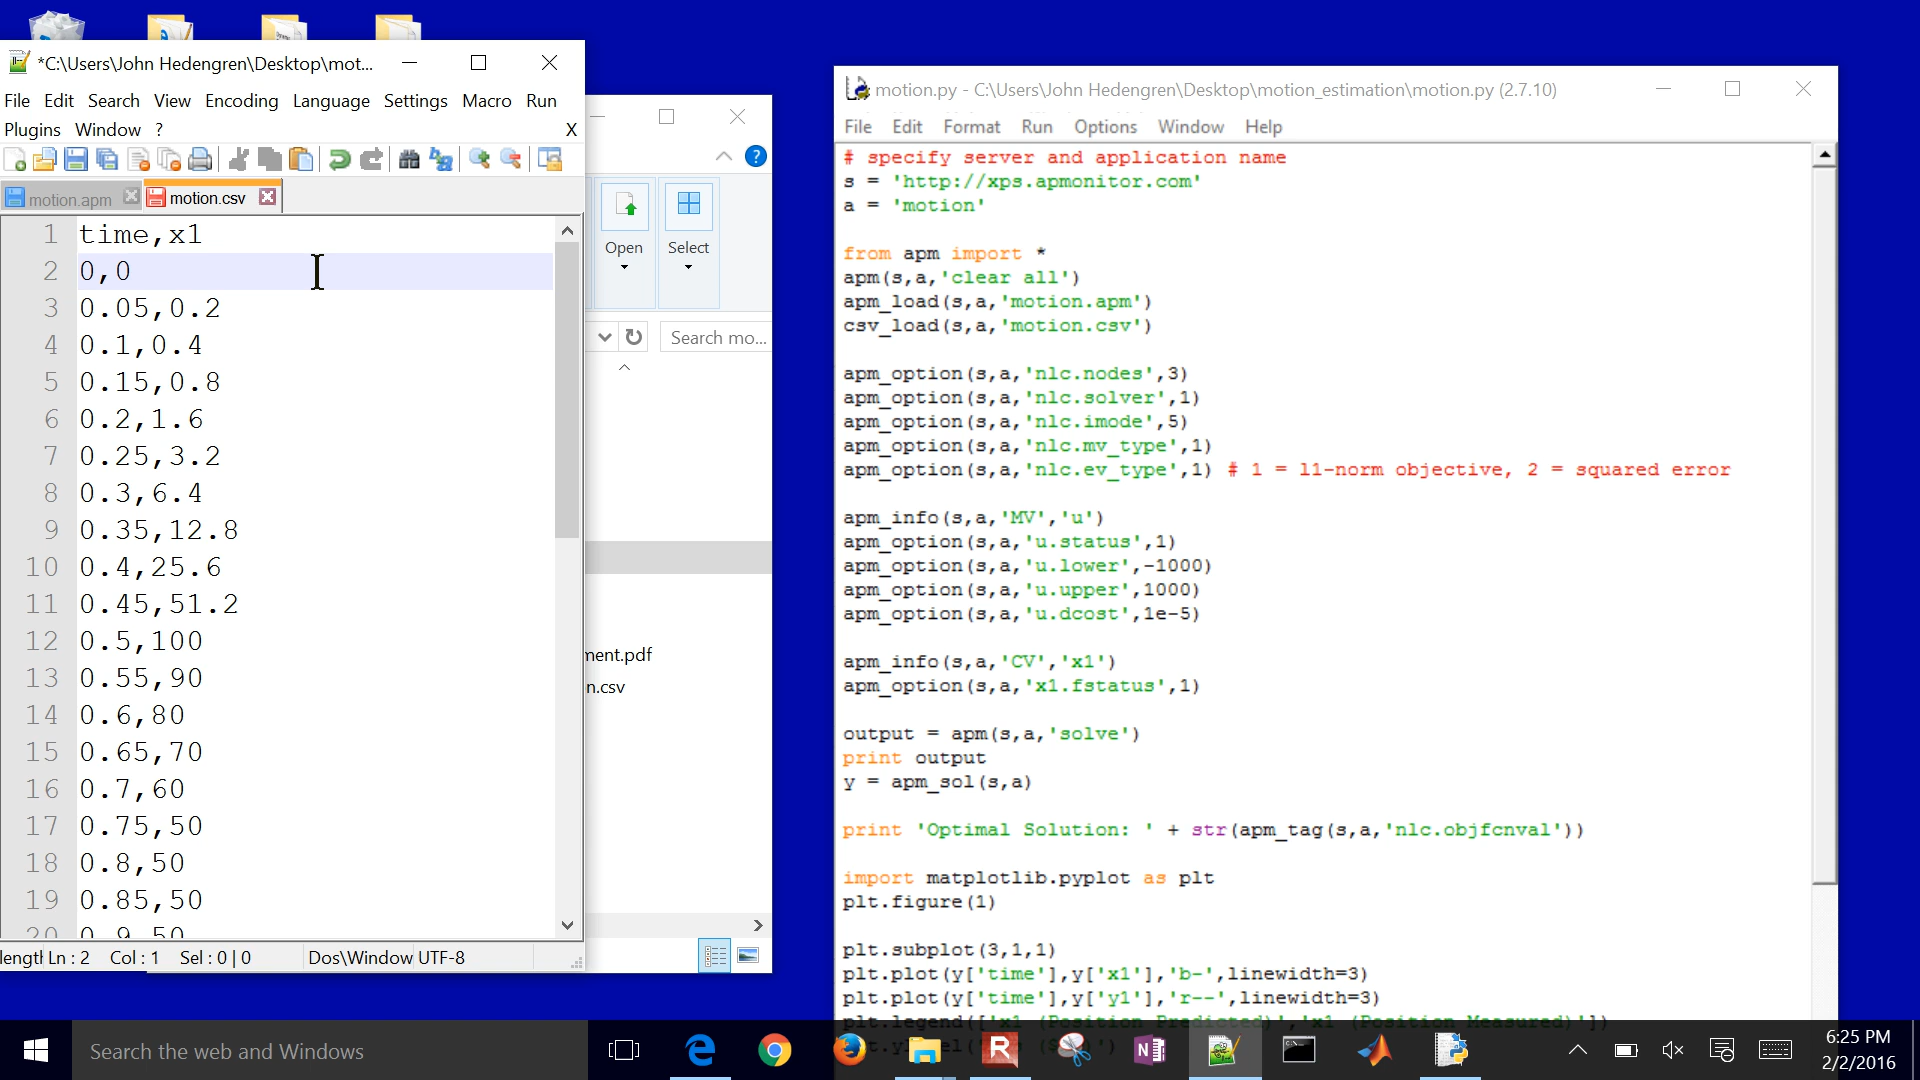 *C:\Users\John Hedengren\Desktop\mot...
File Edit Search View Encoding Language Settings Macro Run
Plugins Window ? X
motion.apm motion.csv
1 time,x1
2 0,0
3 0.05,0.2
4 0.1,0.4
5 0.15,0.8
6 0.2,1.6
7 0.25,3.2
8 0.3,6.4
9 0.35,12.8
10 0.4,25.6
11 0.45,51.2
12 0.5,100
13 0.55,90
14 0.6,80
15 0.65,70
16 0.7,60
17 0.75,50
18 0.8,50
19 0.85,50
20 0.9,50
Ln : 2 Col : 1 Sel : 0 | 0 Dos\Window UTF-8
Open Select
Search mo...
ment.pdf
n.csv
motion.py - C:\Users\John Hedengren\Desktop\motion_estimation\motion.py (2.7.10)
File Edit Format Run Options Window Help
# specify server and application name
s = 'http://xps.apmonitor.com'
a = 'motion'
from apm import *
apm(s,a,'clear all')
apm_load(s,a,'motion.apm')
csv_load(s,a,'motion.csv')
apm_option(s,a,'nlc.nodes',3)
apm_option(s,a,'nlc.solver',1)
apm_option(s,a,'nlc.imode',5)
apm_option(s,a,'nlc.mv_type',1)
apm_option(s,a,'nlc.ev_type',1) # 1 = l1-norm objective, 2 = squared error
apm_info(s,a,'MV','u')
apm_option(s,a,'u.status',1)
apm_option(s,a,'u.lower',-1000)
apm_option(s,a,'u.upper',1000)
apm_option(s,a,'u.dcost',1e-5)
apm_info(s,a,'CV','x1')
apm_option(s,a,'x1.fstatus',1)
output = apm(s,a,'solve')
print output
y = apm_sol(s,a)
print 'Optimal Solution: ' + str(apm_tag(s,a,'nlc.objfcnval'))
import matplotlib.pyplot as plt
plt.figure(1)
plt.subplot(3,1,1)
plt.plot(y['time'],y['x1'],'b-',linewidth=3)
plt.plot(y['time'],y['y1'],'r--',linewidth=3)
plt.legend(['x1 (Position Predicted)','x1 (Position Measured)'])
Search the web and Windows
6:25 PM
2/2/2016